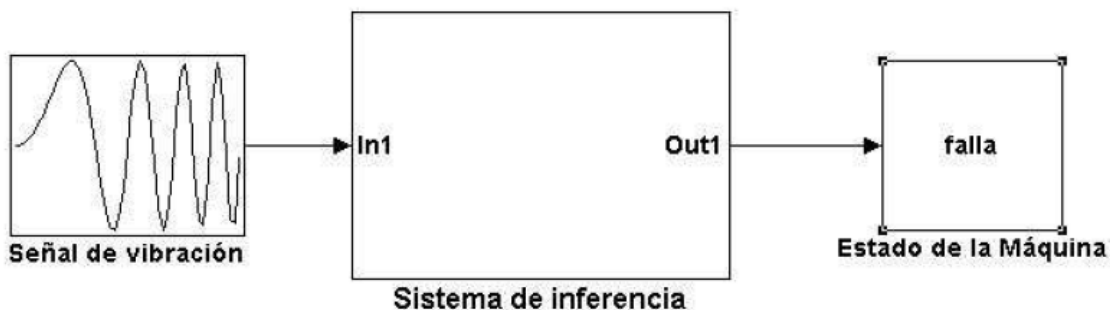 In1
Out1
falla
Señal de vibración
Estado de la Máquina
Sistema de inferencia